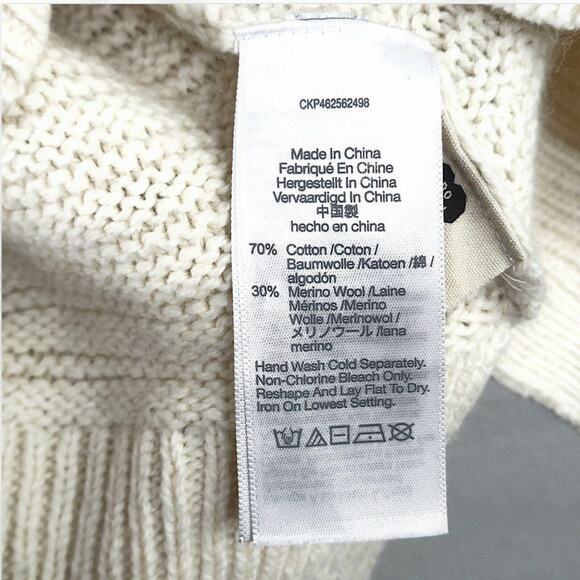 CKP462562498
Made In China
Fabriqué En Chine
Hergestellt In China
Vervaardigd In China
中国製
hecho en china
70% Cotton /Coton /
Baumwolle /Katoen /綿 /
algodón
30% Merino Wool /Laine
Mérinos /Merino
Wolle /Merinowol /
メリノウール /lana
merino
Hand Wash Cold Separately.
Non-Chlorine Bleach Only.
Reshape And Lay Flat To Dry.
Iron On Lowest Setting.